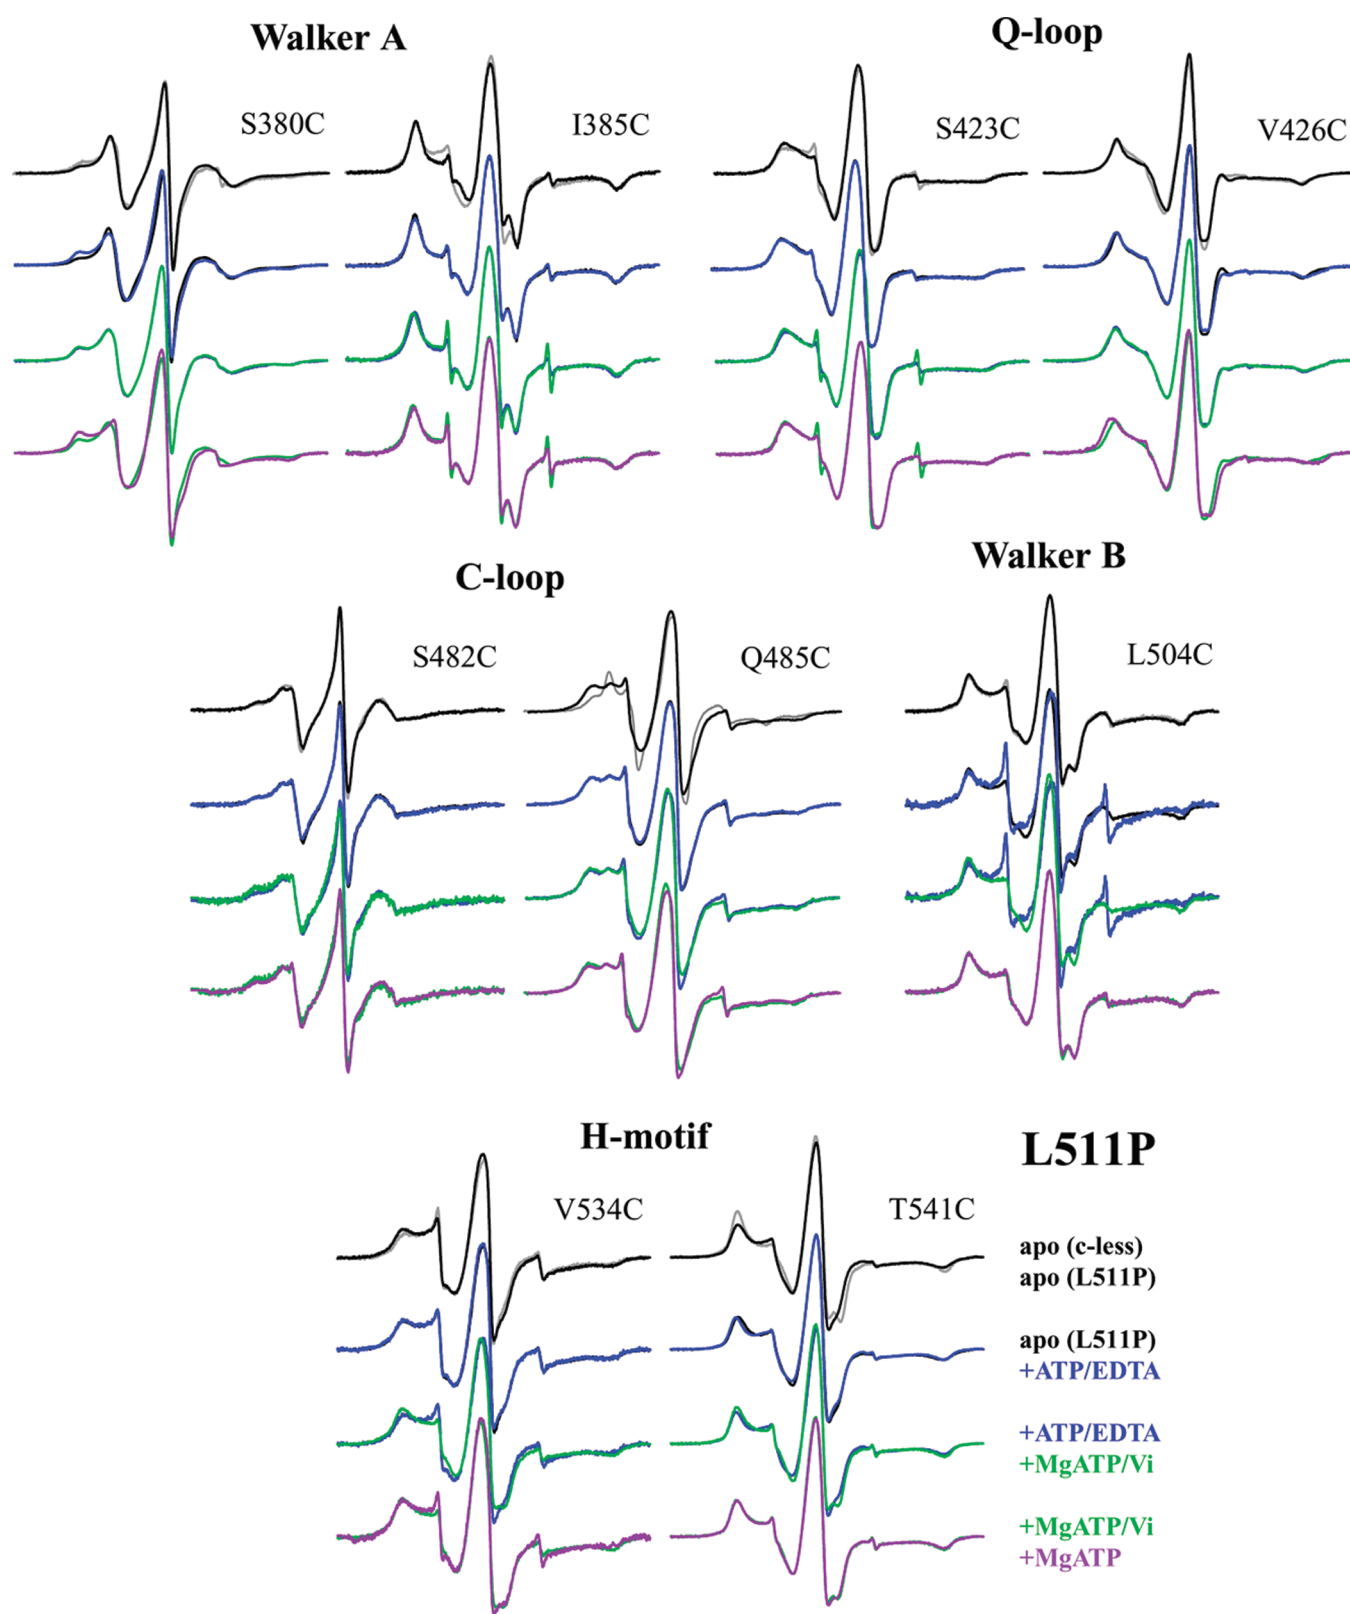 Walker A
Q-loop
S380C
I385C
S423C
V426C
C-loop
Walker B
S482C
Q485C
L504C
H-motif
L511P
V534C
T541C
apo (c-less)
apo (L511P)
apo (L511P)
+ATP/EDTA
+ATP/EDTA
+MgATP/Vi
+MgATP/Vi
+MgATP